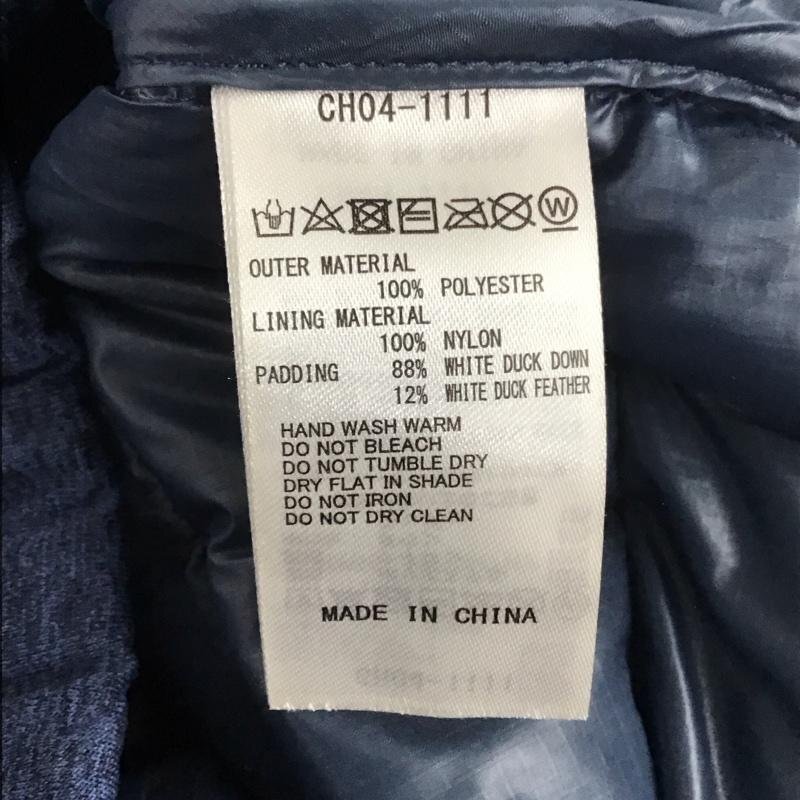 CH04-1111
W
OUTER MATERIAL
100% POLYESTER
LINING MATERIAL
100% NYLON
PADDING 88% WHITE DUCK DOWN
12% WHITE DUCK FEATHER
HAND WASH WARM
DO NOT BLEACH
DO NOT TUMBLE DRY
DRY FLAT IN SHADE
DO NOT IRON
DO NOT DRY CLEAN
MADE IN CHINA